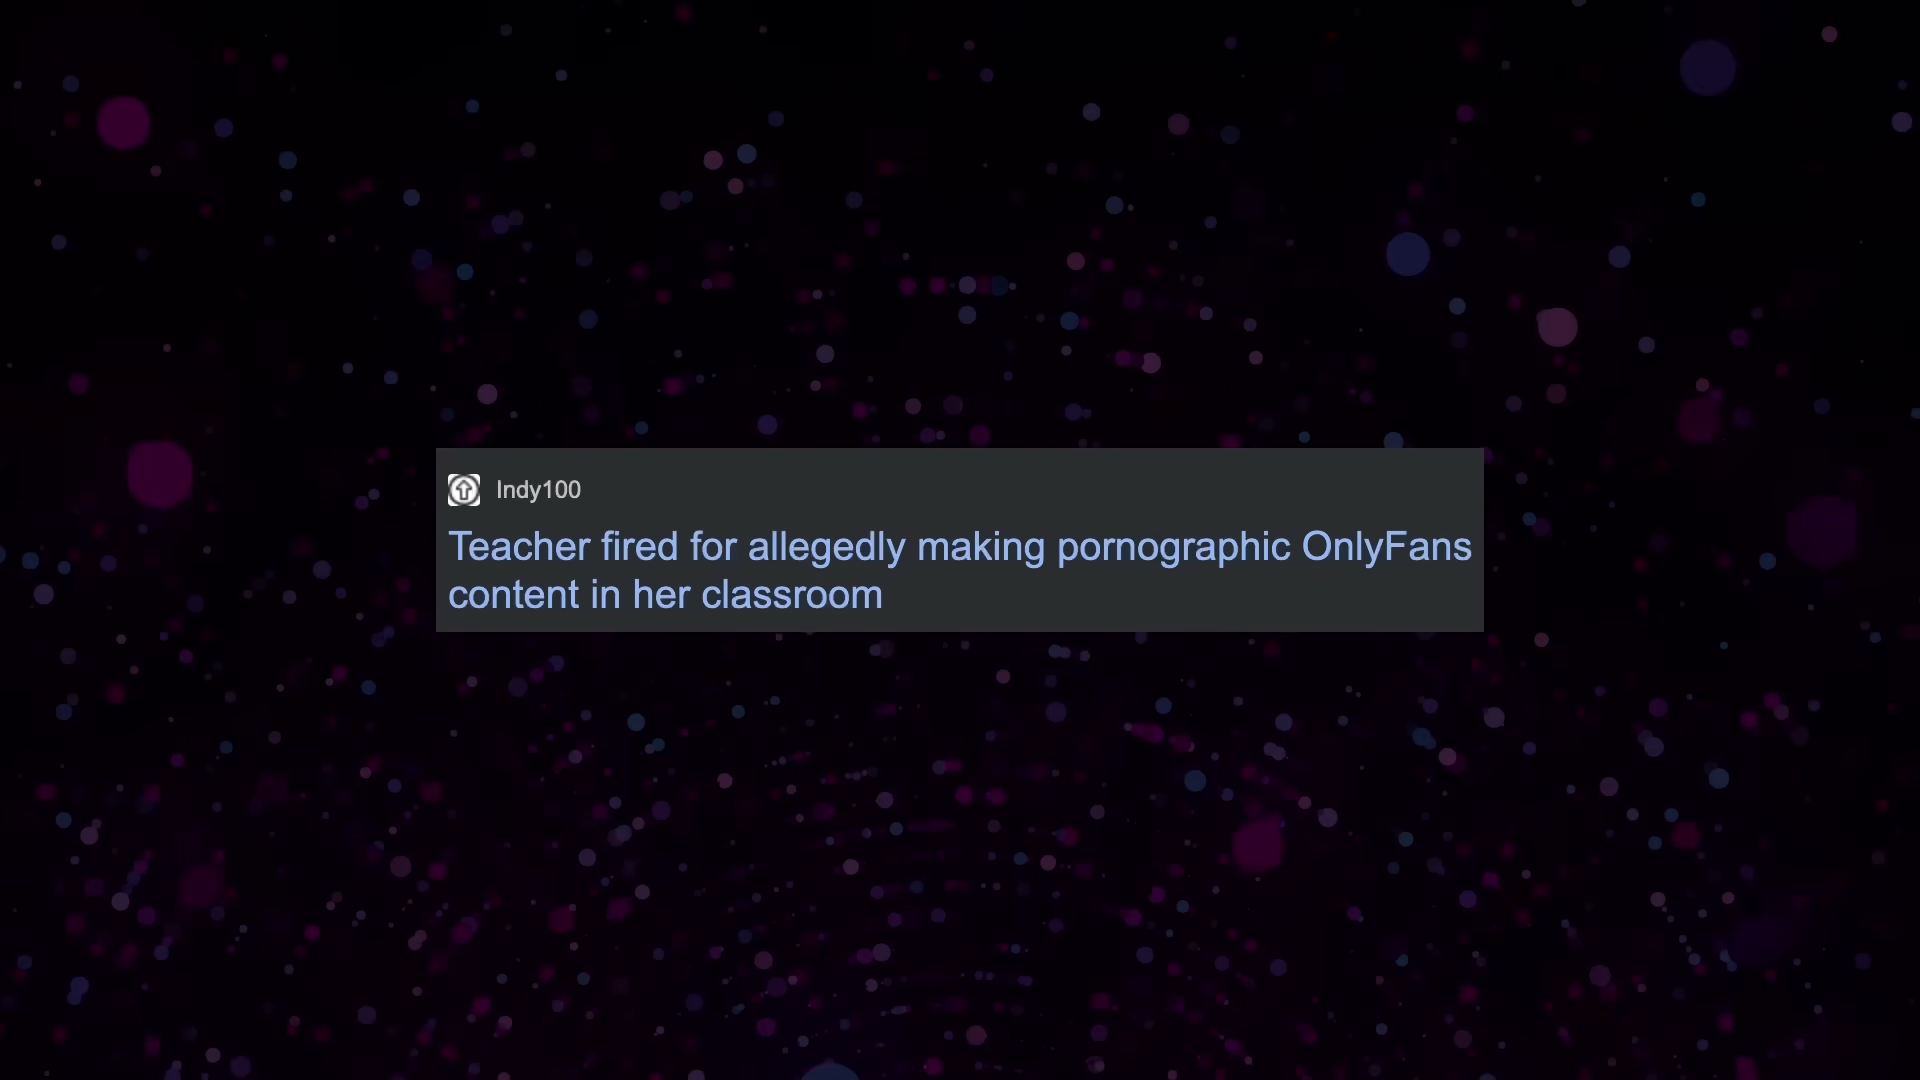 Indy100
Teacher fired for allegedly making pornographic OnlyFans
content in her classroom